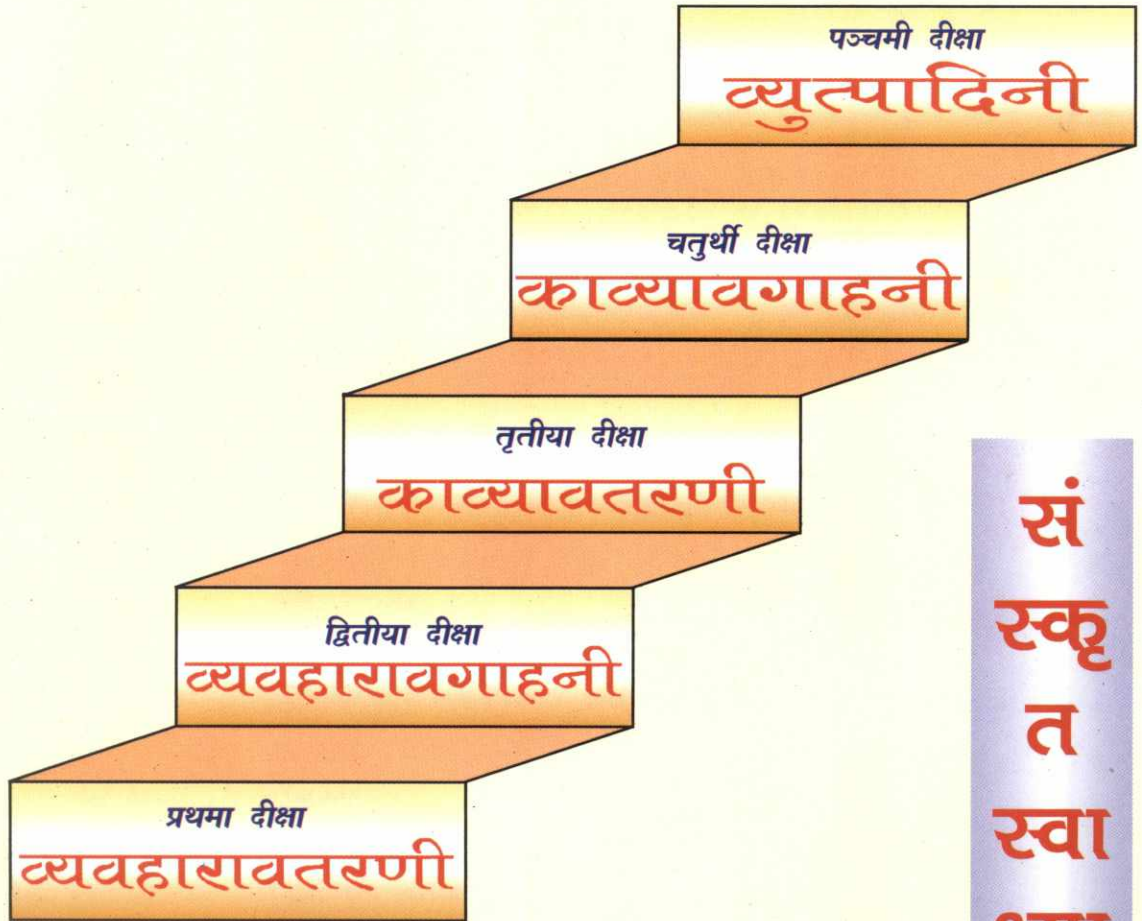 पञ्चमी दीक्षा
व्युत्पादिनी
चतुर्थी दीक्षा
काव्यावगाहनी
तृतीया दीक्षा
काव्यावतरणी
द्वितीया दीक्षा
व्यवहारावगाहनी
प्रथमा दीक्षा
व्यवहारावतरणी
सं
स्कृ
त
स्वा